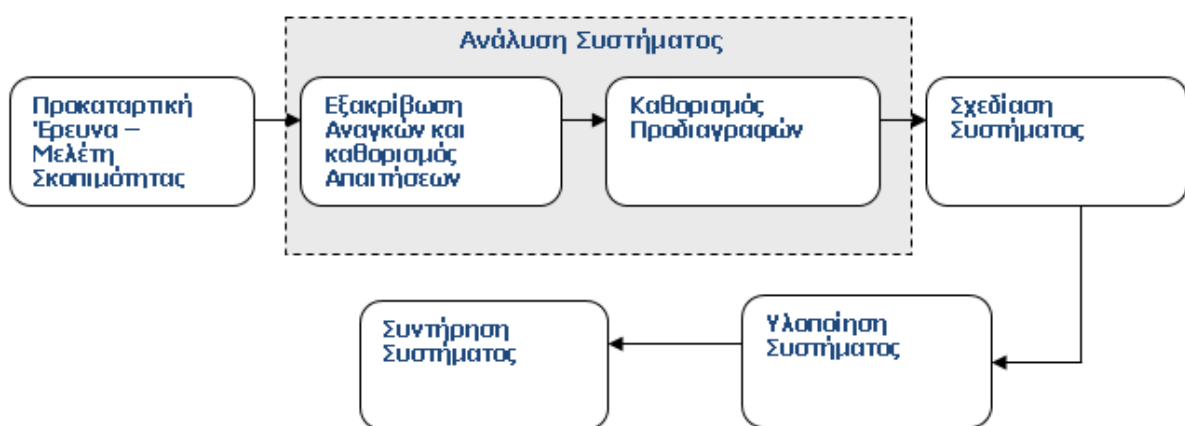 Ανάλυση Συστήματος
Προκαταρτική
Έρευνα –
Μελέτη
Σκοπιμότητας
Εξακρίβωση
Αναγκών και
καθορισμός
Απαιτήσεων
Καθορισμός
Προδιαγραφών
Σχεδίαση
Συστήματος
Συντήρηση
Συστήματος
Υλοποίηση
Συστήματος